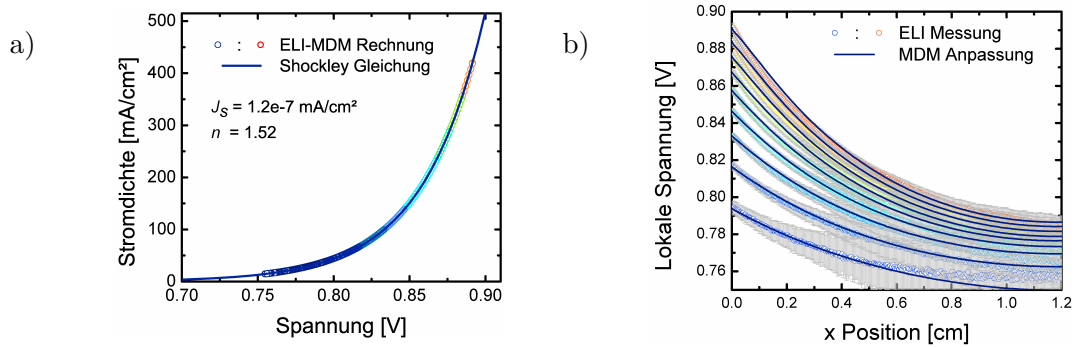 a)
Stromdichte [mA/cm²]
500
400
300
200
100
0
ELI-MDM Rechnung
Shockley Gleichung
J_S = 1.2e-7 mA/cm²
n = 1.52
0.70 0.75 0.80 0.85 0.90
Spannung [V]
b)
Lokale Spannung [V]
0.90
0.88
0.86
0.84
0.82
0.80
0.78
0.76
: ELI Messung
MDM Anpassung
0.0 0.2 0.4 0.6 0.8 1.0 1.2
x Position [cm]